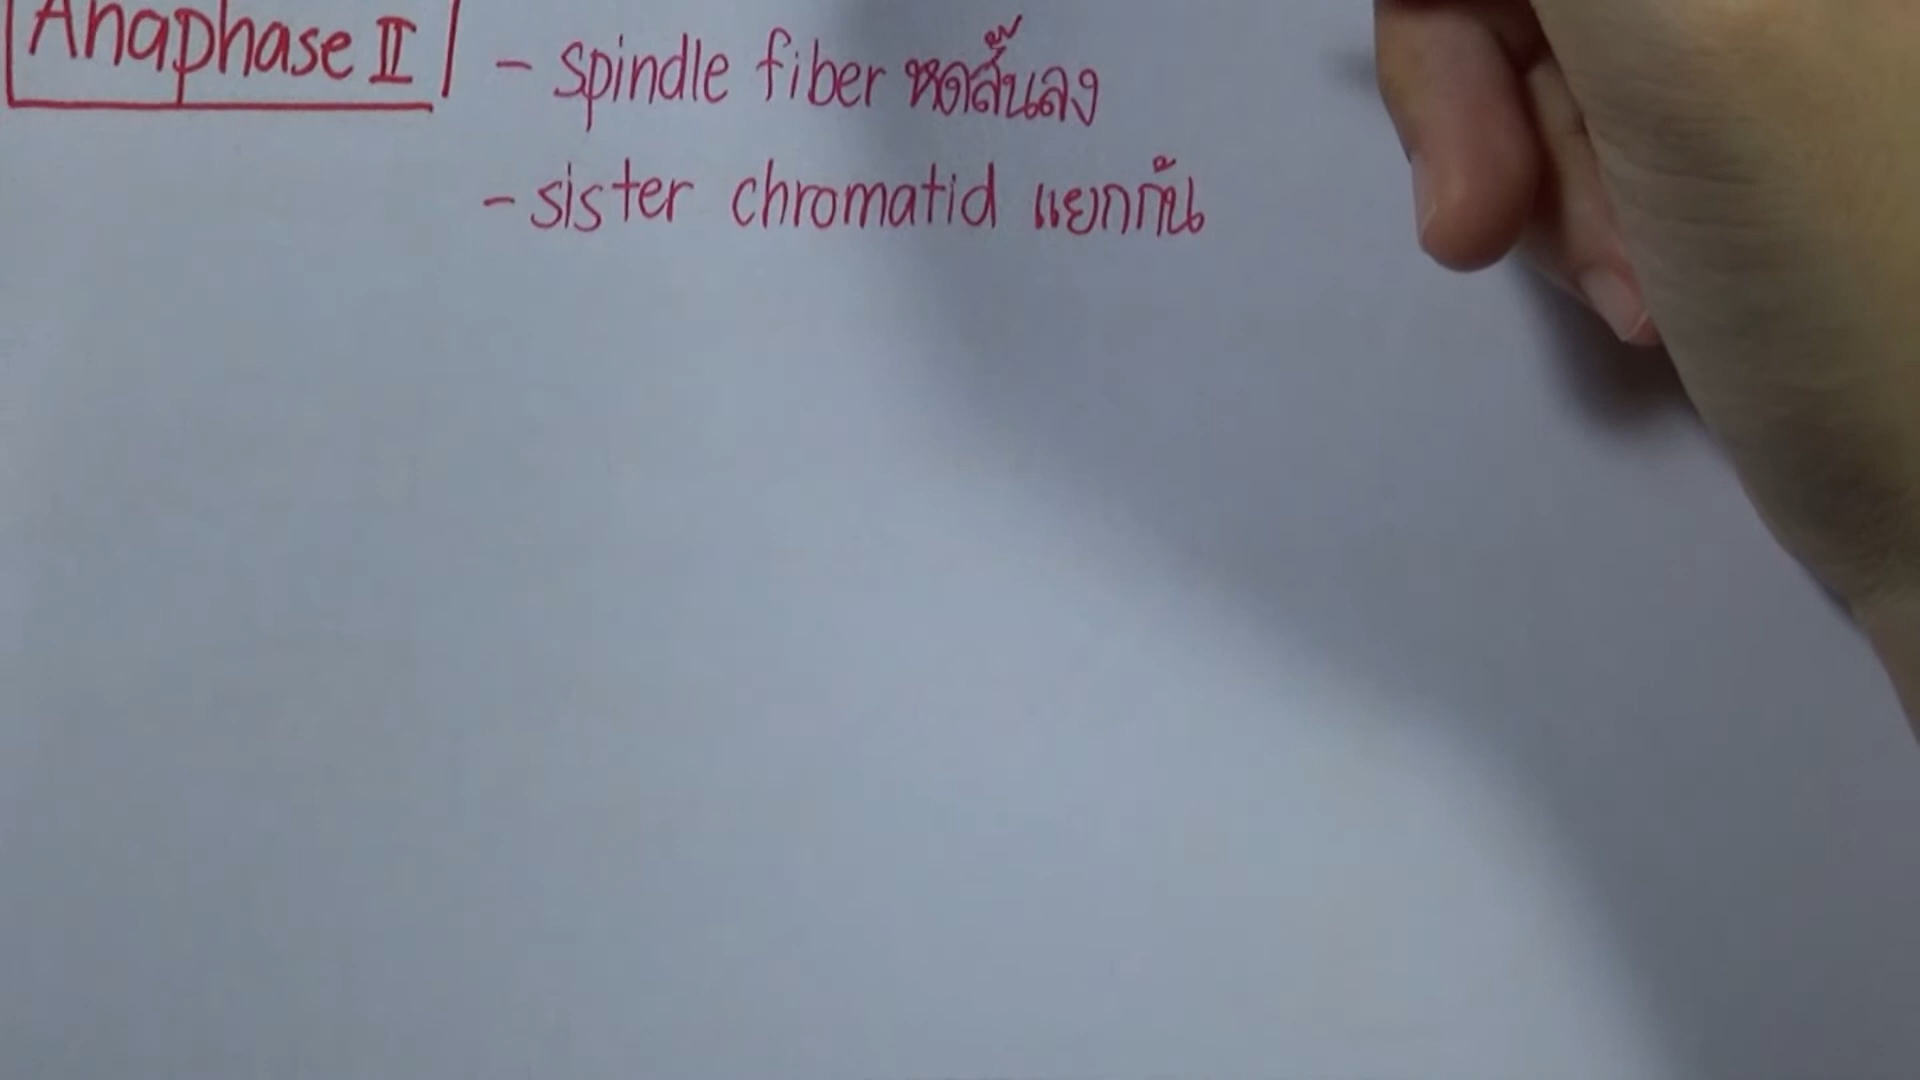 Anaphase II - spindle fiber หดสั้นลง
- sister chromatid แยกกัน